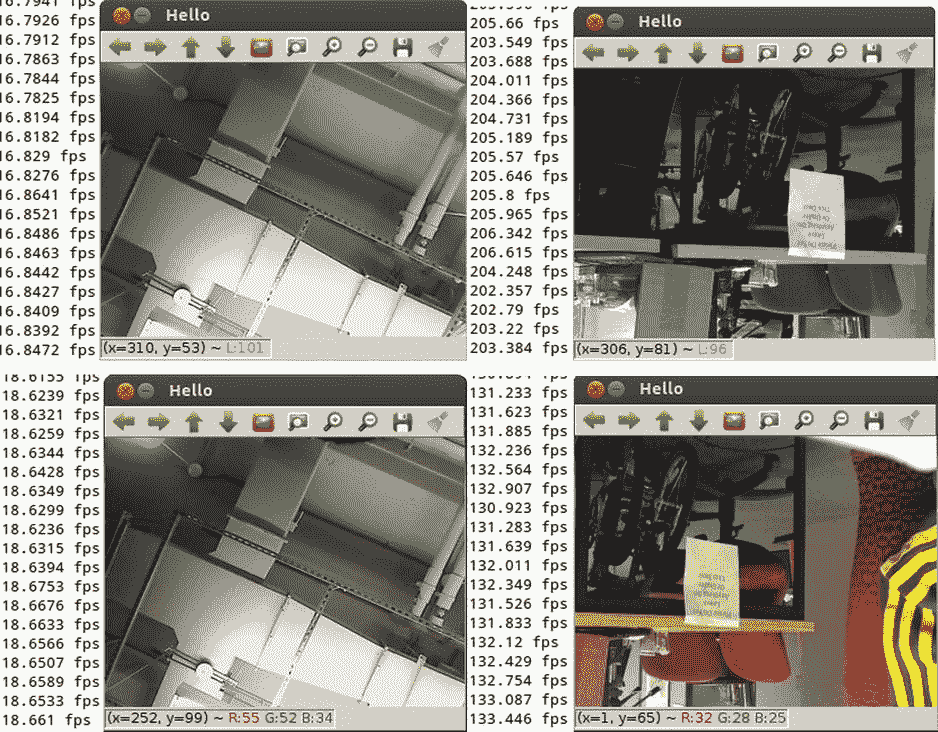 Hello
16.7941 fps
16.7926 fps
16.7912 fps
16.7863 fps
16.7844 fps
16.7825 fps
16.8194 fps
16.8182 fps
16.829 fps
16.8276 fps
16.8641 fps
16.8521 fps
16.8486 fps
16.8463 fps
16.8442 fps
16.8427 fps
16.8409 fps
16.8392 fps
16.8472 fps
(x=310, y=53) ~ L:101
Hello
205.66 fps
203.549 fps
203.688 fps
204.011 fps
204.366 fps
204.731 fps
205.189 fps
205.57 fps
205.646 fps
205.8 fps
205.965 fps
206.342 fps
206.615 fps
204.248 fps
202.357 fps
202.79 fps
203.22 fps
203.384 fps
Please Do Not
Leave
Anything On
Or Under
This Desk
(x=306, y=81) ~ L:96
Hello
18.6155 fps
18.6239 fps
18.6321 fps
18.6259 fps
18.6344 fps
18.6428 fps
18.6349 fps
18.6299 fps
18.6236 fps
18.6315 fps
18.6394 fps
18.6753 fps
18.6676 fps
18.6633 fps
18.6566 fps
18.6507 fps
18.6589 fps
18.6533 fps
18.661 fps
(x=252, y=99) ~ R:55 G:52 B:34
Hello
131.233 fps
131.623 fps
131.885 fps
132.236 fps
132.564 fps
132.907 fps
130.923 fps
131.283 fps
131.639 fps
132.011 fps
132.349 fps
131.526 fps
131.833 fps
132.12 fps
132.429 fps
132.754 fps
133.087 fps
133.446 fps
(x=1, y=65) ~ R:32 G:28 B:25